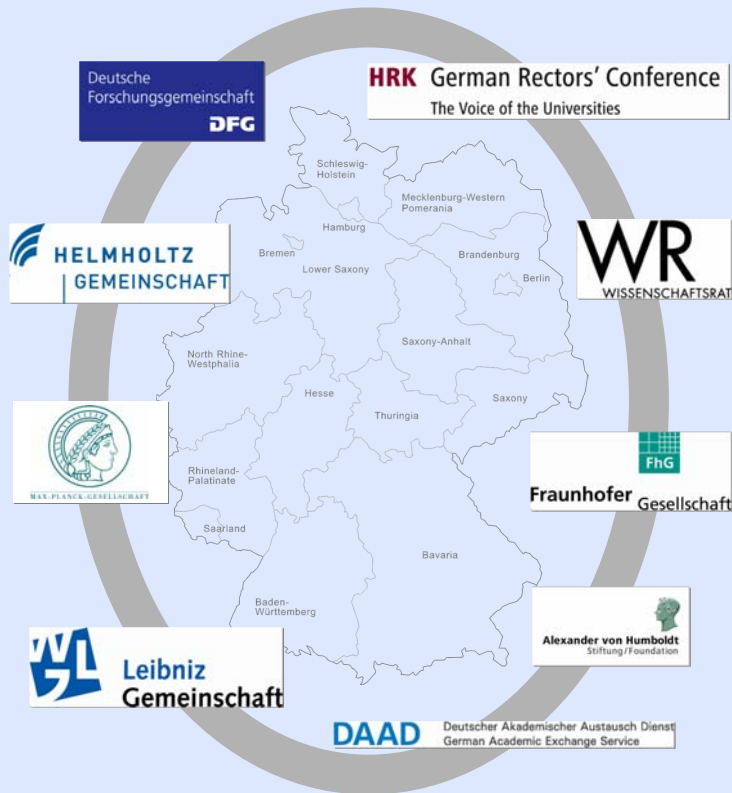 Deutsche
Forschungsgemeinschaft
DFG
HRK German Rectors' Conference
The Voice of the Universities
Schleswig-
Holstein
Mecklenburg-Western
Pomerania
Hamburg
Bremen
Lower Saxony
Brandenburg
Berlin
HELMHOLTZ
GEMEINSCHAFT
WR
WISSENSCHAFTSRAT
North Rhine-
Westphalia
Saxony-Anhalt
Hesse
Thuringia
Saxony
MAX-PLANCK-GESELLSCHAFT
Rhineland-
Palatinate
FhG
Fraunhofer Gesellschaft
Saarland
Bavaria
Baden-
Württemberg
Alexander von Humboldt
Stiftung/Foundation
WGL
Leibniz
Gemeinschaft
DAAD
Deutscher Akademischer Austausch Dienst
German Academic Exchange Service